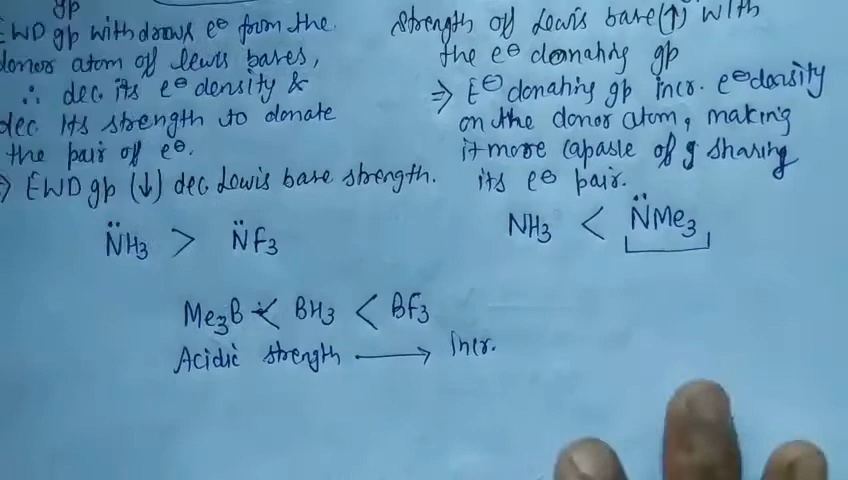 gp
EWD gp withdrawx e⊖ from the
donor atom of lewis bases,
∴ dec. its e⊖ density &
dec. its strength to donate
the pair of e⊖.
⇒ EWD gp (↓) dec. Lewis base strength.
N̈H3 > N̈F3
strength of Lewis base(↑) with
the e⊖ donating gp
⇒ E⊖ donating gp incr. e⊖ density
on the donor atom, making
it more capable of sharing
its e⊖ pair.
NH3 < N̈Me3
Me3B < BH3 < BF3
Acidic strength ⟶ incr.